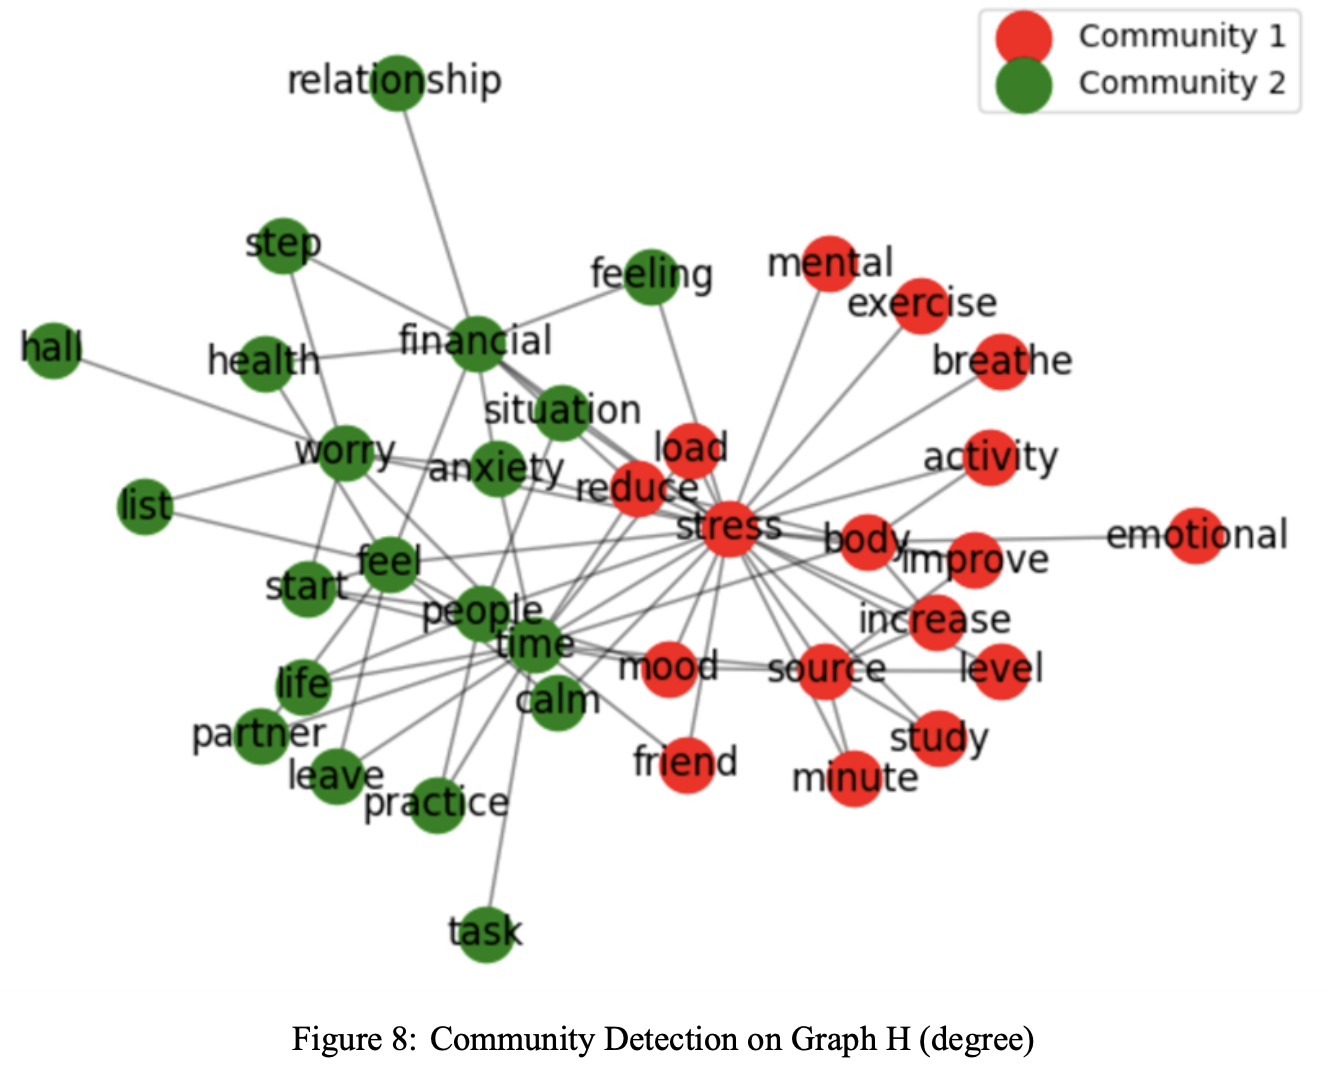 Community 1
Community 2
relationship
step
feeling
mental
exercise
hall
health
financial
breathe
situation
worry
anxiety
load
activity
reduce
list
stress
body
emotional
improve
feel
start
people
increase
time
mood
source
level
life
calm
partner
friend
study
leave
minute
practice
task
Figure 8: Community Detection on Graph H (degree)